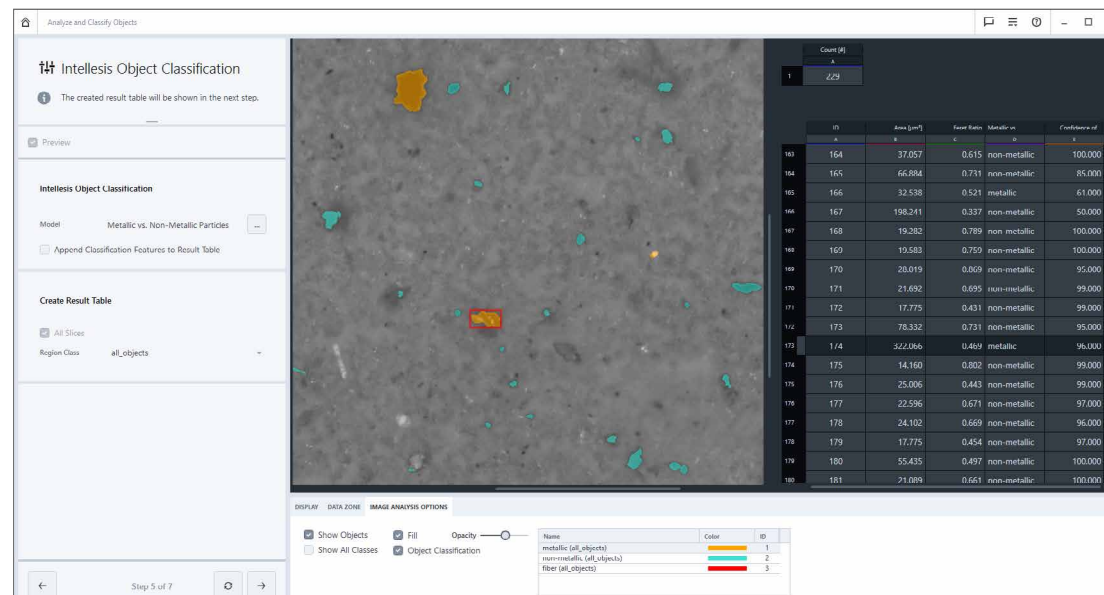 Analyze and Classify Objects
Intellesis Object Classification
The created result table will be shown in the next step.
Preview
Intellesis Object Classification
Model Metallic vs. Non-Metallic Particles ...
Append Classification Features to Result Table
Create Result Table
All Slices
Region Class all_objects
Step 5 of 7
Count [#]
A
1 229
ID Area [µm²] Feret Ratio Metallic vs. Confidence of
A B C D E
163 164 37.057 0.615 non-metallic 100.000
164 165 66.884 0.731 non-metallic 85.000
165 166 32.538 0.521 metallic 61.000
166 167 198.241 0.337 non-metallic 50.000
167 168 19.282 0.789 non-metallic 100.000
168 169 19.583 0.759 non-metallic 100.000
169 170 28.019 0.869 non-metallic 95.000
170 171 21.692 0.695 non-metallic 99.000
171 172 17.775 0.431 non-metallic 99.000
172 173 78.332 0.731 non-metallic 95.000
173 174 322.066 0.469 metallic 96.000
174 175 14.160 0.802 non-metallic 99.000
175 176 25.006 0.443 non-metallic 99.000
176 177 22.596 0.671 non-metallic 97.000
177 178 24.102 0.669 non-metallic 96.000
178 179 17.775 0.454 non-metallic 97.000
179 180 55.435 0.497 non-metallic 100.000
180 181 21.089 0.661 non-metallic 100.000
DISPLAY DATA ZONE IMAGE ANALYSIS OPTIONS
Show Objects Fill Opacity
Show All Classes Object Classification
Name Color ID
metallic (all_objects) 1
non-metallic (all_objects) 2
fiber (all_objects) 3